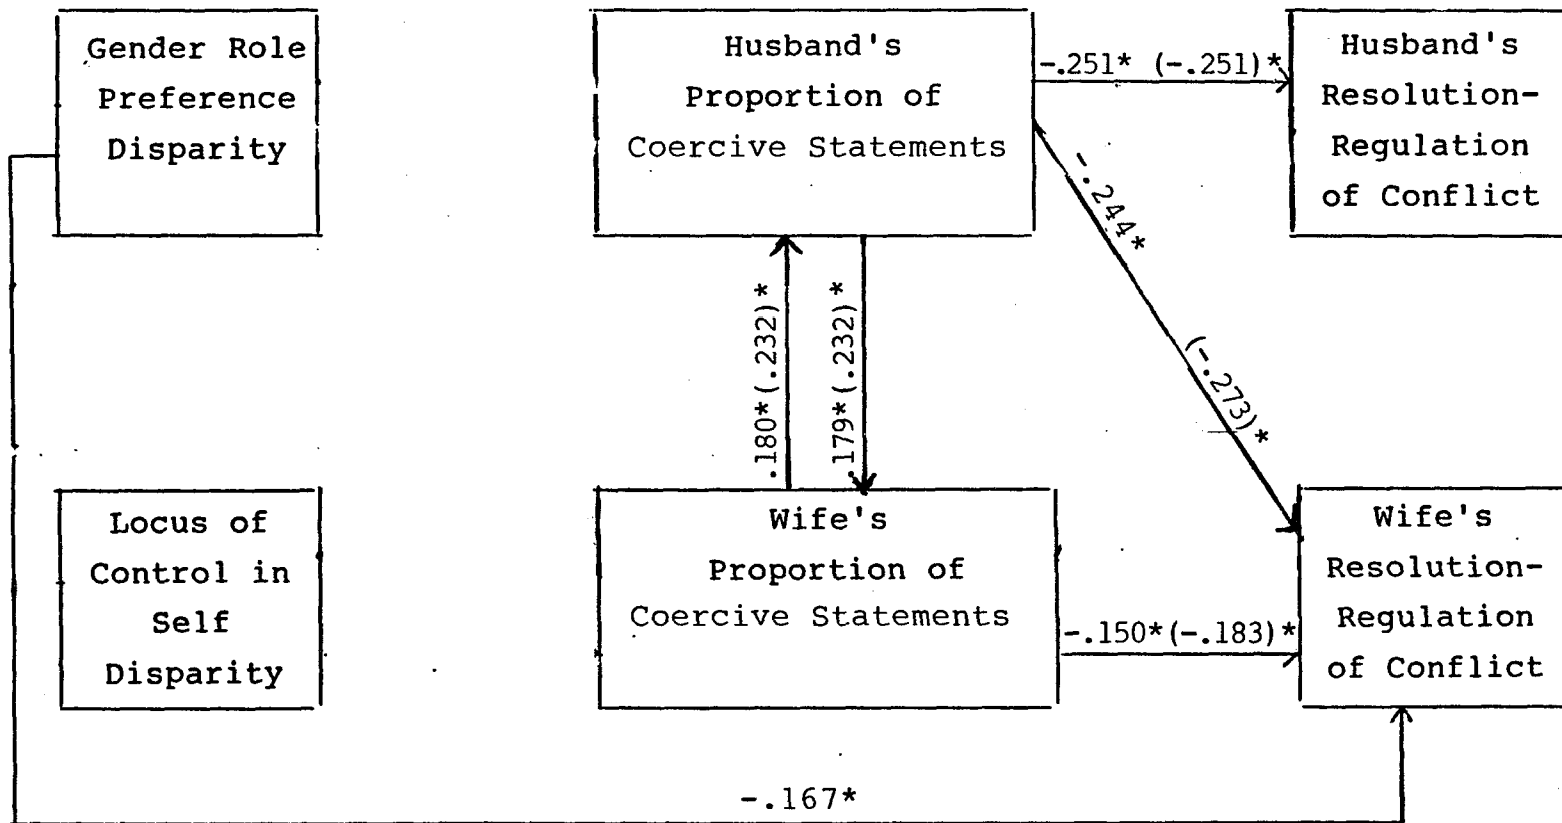 Gender Role
Preference
Disparity
Husband's
Proportion of
Coercive Statements
-.251* (-.251)*
Husband's
Resolution-
Regulation
of Conflict
-.244*
(-.273)*
.180*(.232)*
.179*(.232)*
Locus of
Control in
Self
Disparity
Wife's
Proportion of
Coercive Statements
-.150*(-.183)*
Wife's
Resolution-
Regulation
of Conflict
-.167*